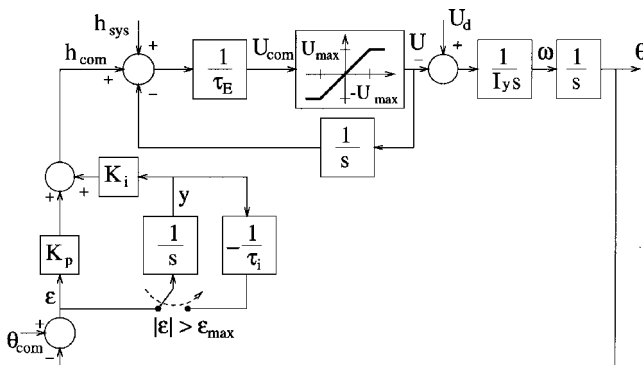 h_sys
U_d
h_com
+
+
−
1/τ_E
U_com
U_max
-U_max
U
−
+
1/(I_y s)
ω
1/s
θ
1/s
+
+
K_i
y
K_p
1/s
-1/τ_i
ε
|ε| > ε_max
θ_com
+
−